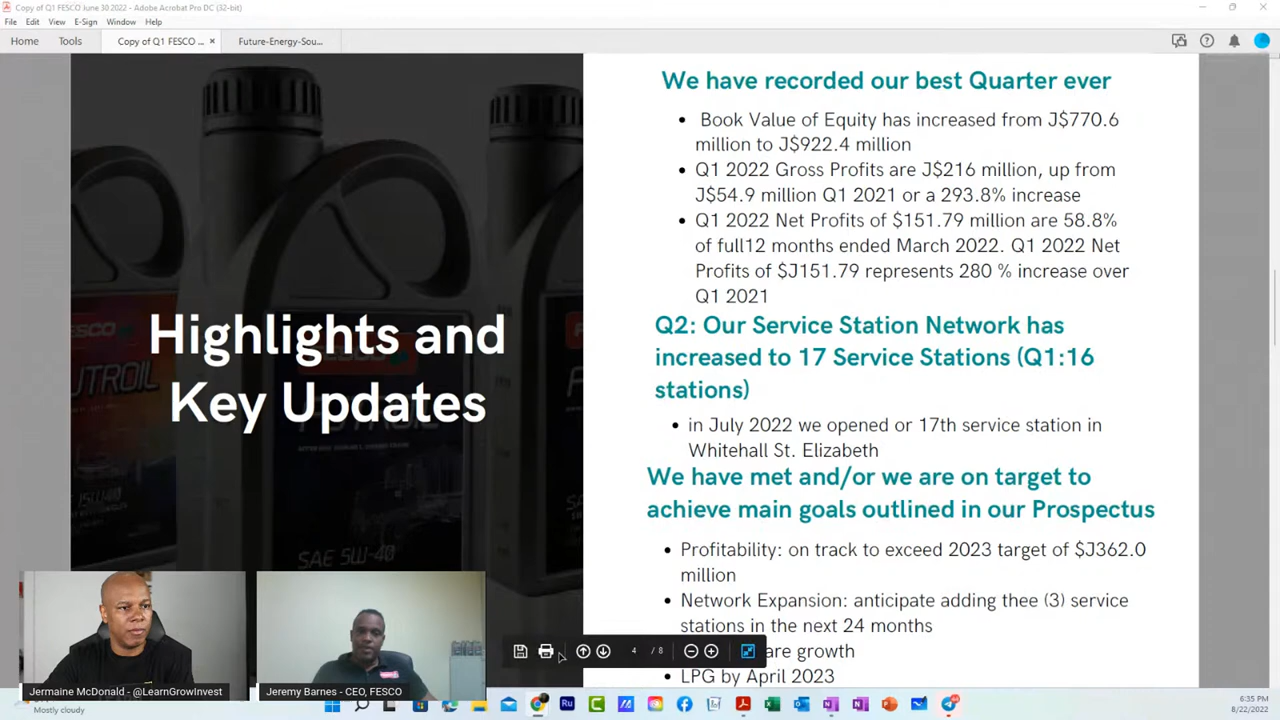 Copy of Q1 FESCO June 30 2022 - Adobe Acrobat Pro DC (32-bit)
File Edit View E-Sign Window Help
Home Tools Copy of Q1 FESCO ... × Future-Energy-Sou...
We have recorded our best Quarter ever
• Book Value of Equity has increased from J$770.6
million to J$922.4 million
• Q1 2022 Gross Profits are J$216 million, up from
J$54.9 million Q1 2021 or a 293.8% increase
• Q1 2022 Net Profits of $151.79 million are 58.8%
of full12 months ended March 2022. Q1 2022 Net
Profits of $J151.79 represents 280 % increase over
Q1 2021
Highlights and
Key Updates
Q2: Our Service Station Network has
increased to 17 Service Stations (Q1:16
stations)
• in July 2022 we opened or 17th service station in
Whitehall St. Elizabeth
We have met and/or we are on target to
achieve main goals outlined in our Prospectus
• Profitability: on track to exceed 2023 target of $J362.0
million
• Network Expansion: anticipate adding thee (3) service
stations in the next 24 months
are growth
• LPG by April 2023
SAE 5W-40
4 / 8
Jermaine McDonald - @LearnGrowInvest
Jeremy Barnes - CEO, FESCO
Mostly cloudy
6:35 PM
8/22/2022